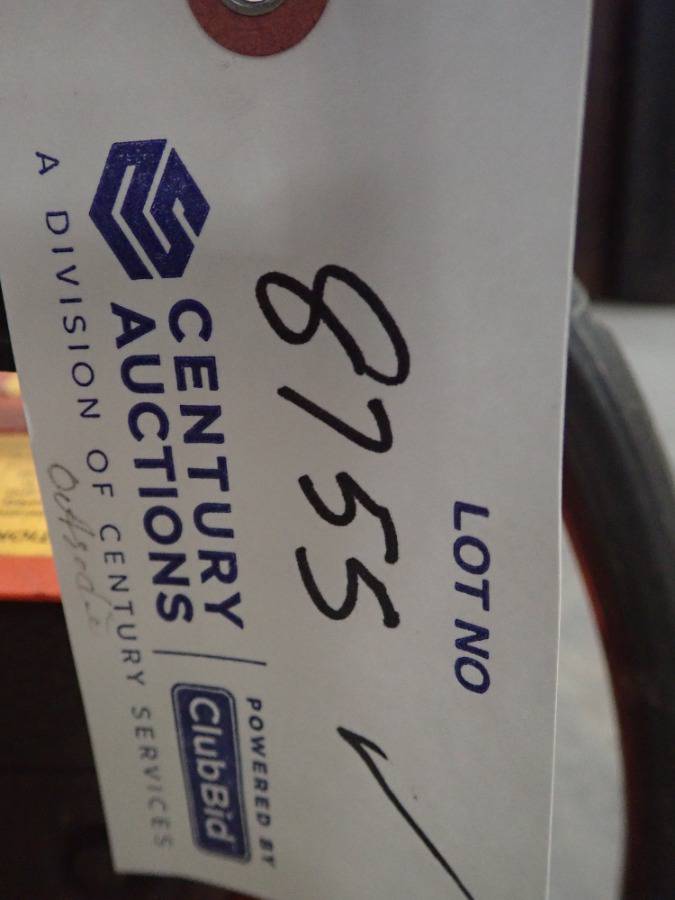 LOT NO
8755
CENTURY
AUCTIONS
POWERED BY
ClubBid
A DIVISION OF CENTURY SERVICES